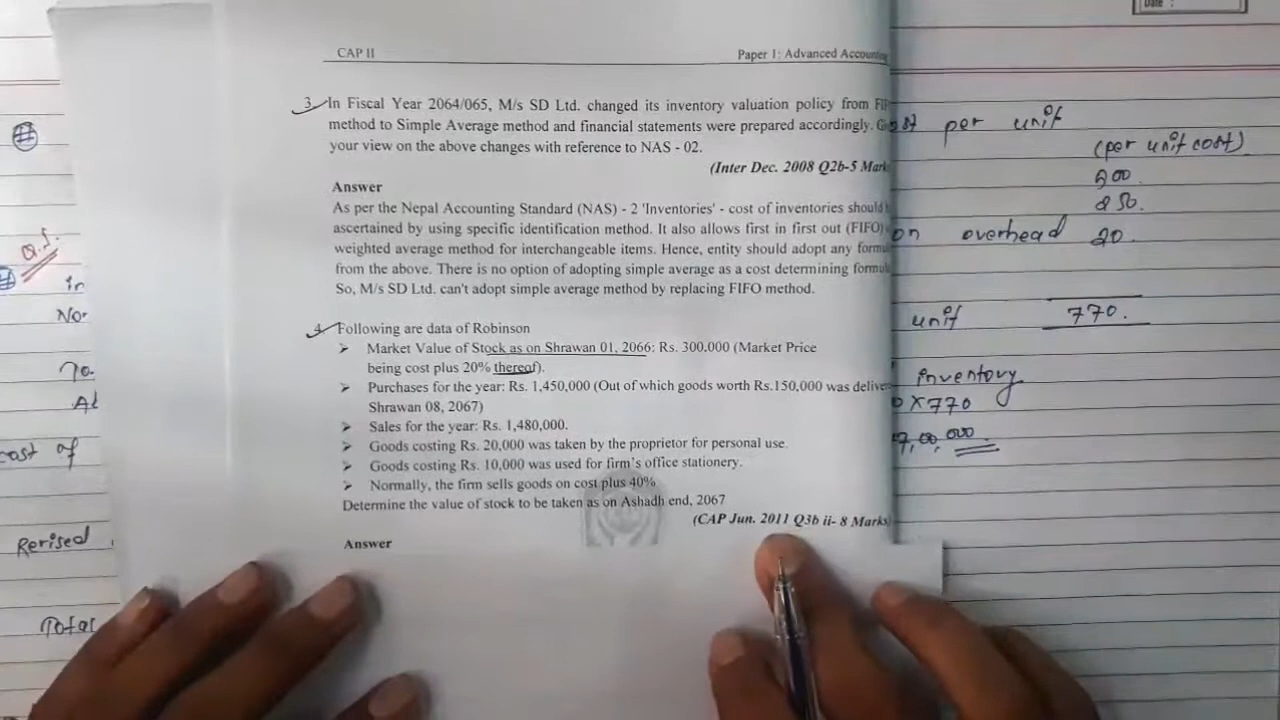 Date :
CAP II
Paper 1: Advanced Accounting
3. In Fiscal Year 2064/065, M/s SD Ltd. changed its inventory valuation policy from FI
method to Simple Average method and financial statements were prepared accordingly. G
your view on the above changes with reference to NAS - 02.
(Inter Dec. 2008 Q2b-5 Mark
Answer
As per the Nepal Accounting Standard (NAS) - 2 'Inventories' - cost of inventories should
ascertained by using specific identification method. It also allows first in first out (FIFO)
weighted average method for interchangeable items. Hence, entity should adopt any formu
from the above. There is no option of adopting simple average as a cost determining formul
So, M/s SD Ltd. can't adopt simple average method by replacing FIFO method.
4. Following are data of Robinson
➢ Market Value of Stock as on Shrawan 01, 2066: Rs. 300,000 (Market Price
being cost plus 20% thereof).
➢ Purchases for the year: Rs. 1,450,000 (Out of which goods worth Rs.150,000 was deliver
Shrawan 08, 2067)
➢ Sales for the year: Rs. 1,480,000.
➢ Goods costing Rs. 20,000 was taken by the proprietor for personal use.
➢ Goods costing Rs. 10,000 was used for firm's office stationery.
➢ Normally, the firm sells goods on cost plus 40%
Determine the value of stock to be taken as on Ashadh end, 2067
(CAP Jun. 2011 Q3b ii- 8 Marks)
Answer
per unit
(per unit cost)
on overhead 20.
unit 770.
inventory
X 770
Q.S.
in
No
To
cost of
Revised
Total